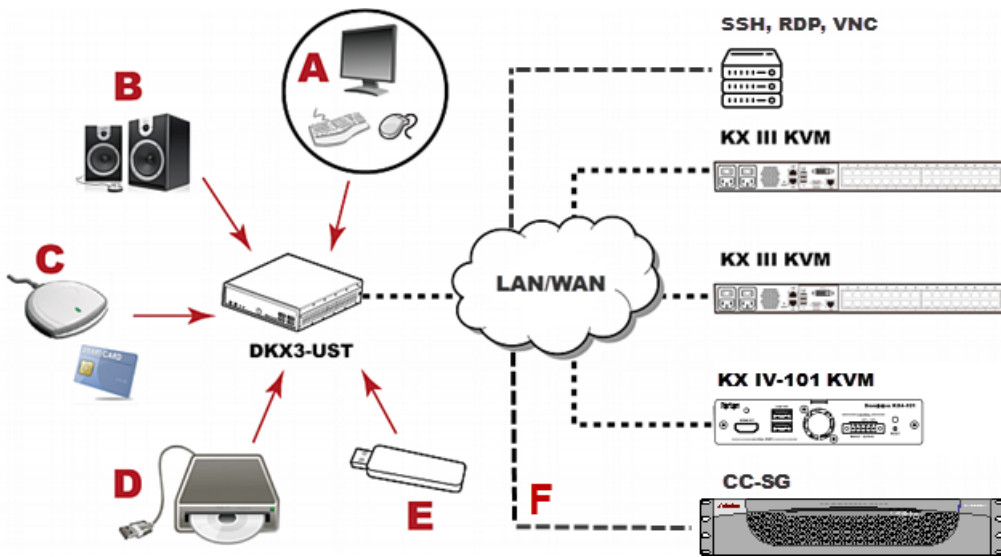 SSH, RDP, VNC
A
B
KX III KVM
C
KX III KVM
LAN/WAN
DKX3-UST
SMARTCARD
KX IV-101 KVM
D
E
F
CC-SG